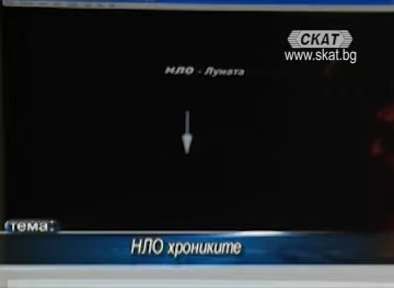 СКАТ
www.skat.bg
НЛО - Луната
тема:
НЛО хрониките